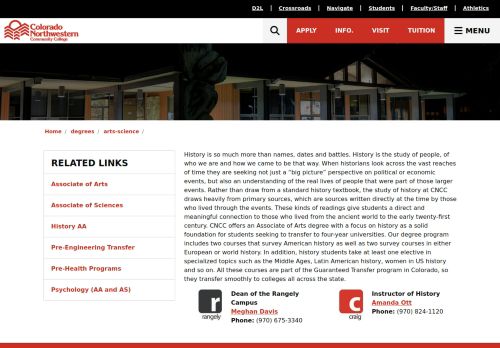 D2L | Crossroads | Navigate | Students | Faculty/Staff | Athletics
Colorado
Northwestern
Community College
APPLY INFO. VISIT TUITION MENU
Home / degrees / arts-science /
RELATED LINKS
Associate of Arts
Associate of Sciences
History AA
Pre-Engineering Transfer
Pre-Health Programs
Psychology (AA and AS)
History is so much more than names, dates and battles. History is the study of people, of
who we are and how we came to be that way. When historians look across the vast reaches
of time they are seeking not just a “big picture” perspective on political or economic
events, but also an understanding of the real lives of people that were part of those larger
events. Rather than draw from a standard history textbook, the study of history at CNCC
draws heavily from primary sources, which are sources written directly at the time by those
who lived through the events. These kinds of readings give students a direct and
meaningful connection to those who lived from the ancient world to the early twenty-first
century. CNCC offers an Associate of Arts degree with a focus on history as a solid
foundation for students seeking to transfer to four-year universities. Our degree program
includes two courses that survey American history as well as two survey courses in either
European or world history. In addition, history students take at least one elective in
specialized topics such as the Middle Ages, Latin American history, women in US history
and so on. All these courses are part of the Guaranteed Transfer program in Colorado, so
they transfer smoothly to colleges all across the state.
r
rangely
Dean of the Rangely
Campus
Meghan Davis
Phone: (970) 675-3340
c
craig
Instructor of History
Amanda Ott
Phone: (970) 824-1120